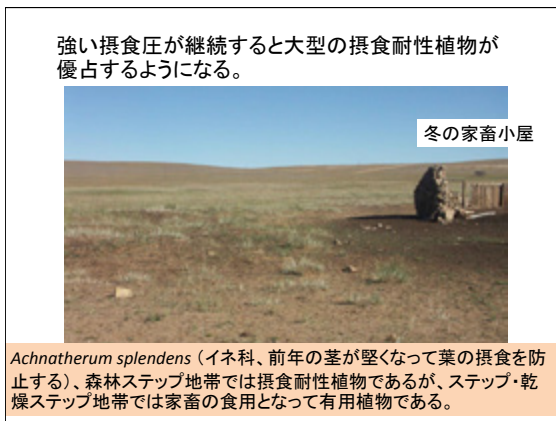 強い摂食圧が継続すると大型の摂食耐性植物が
優占するようになる。
冬の家畜小屋
Achnatherum splendens（イネ科、前年の茎が堅くなって葉の摂食を防
止する）、森林ステップ地帯では摂食耐性植物であるが、ステップ・乾
燥ステップ地帯では家畜の食用となって有用植物である。